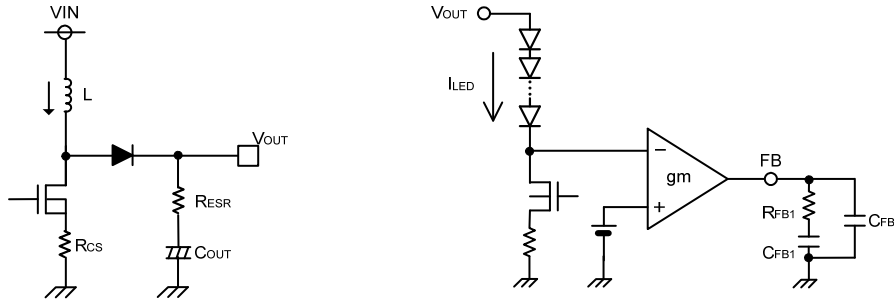 VIN
L
VOUT
RESR
RCS
COUT
VOUT
ILED
−
gm
+
FB
RFB1
CFB1
CFB